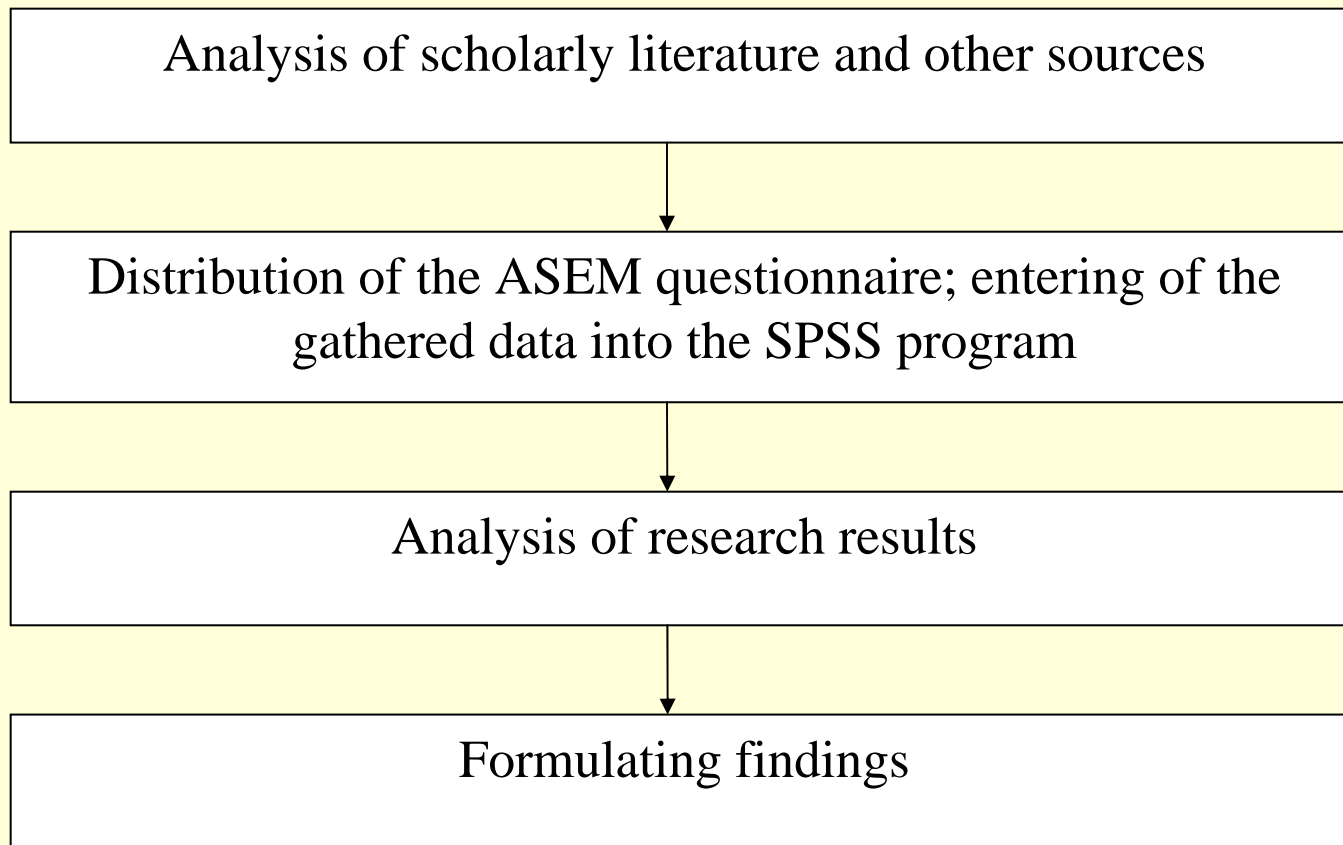 Analysis of scholarly literature and other sources
Distribution of the ASEM questionnaire; entering of the
gathered data into the SPSS program
Analysis of research results
Formulating findings